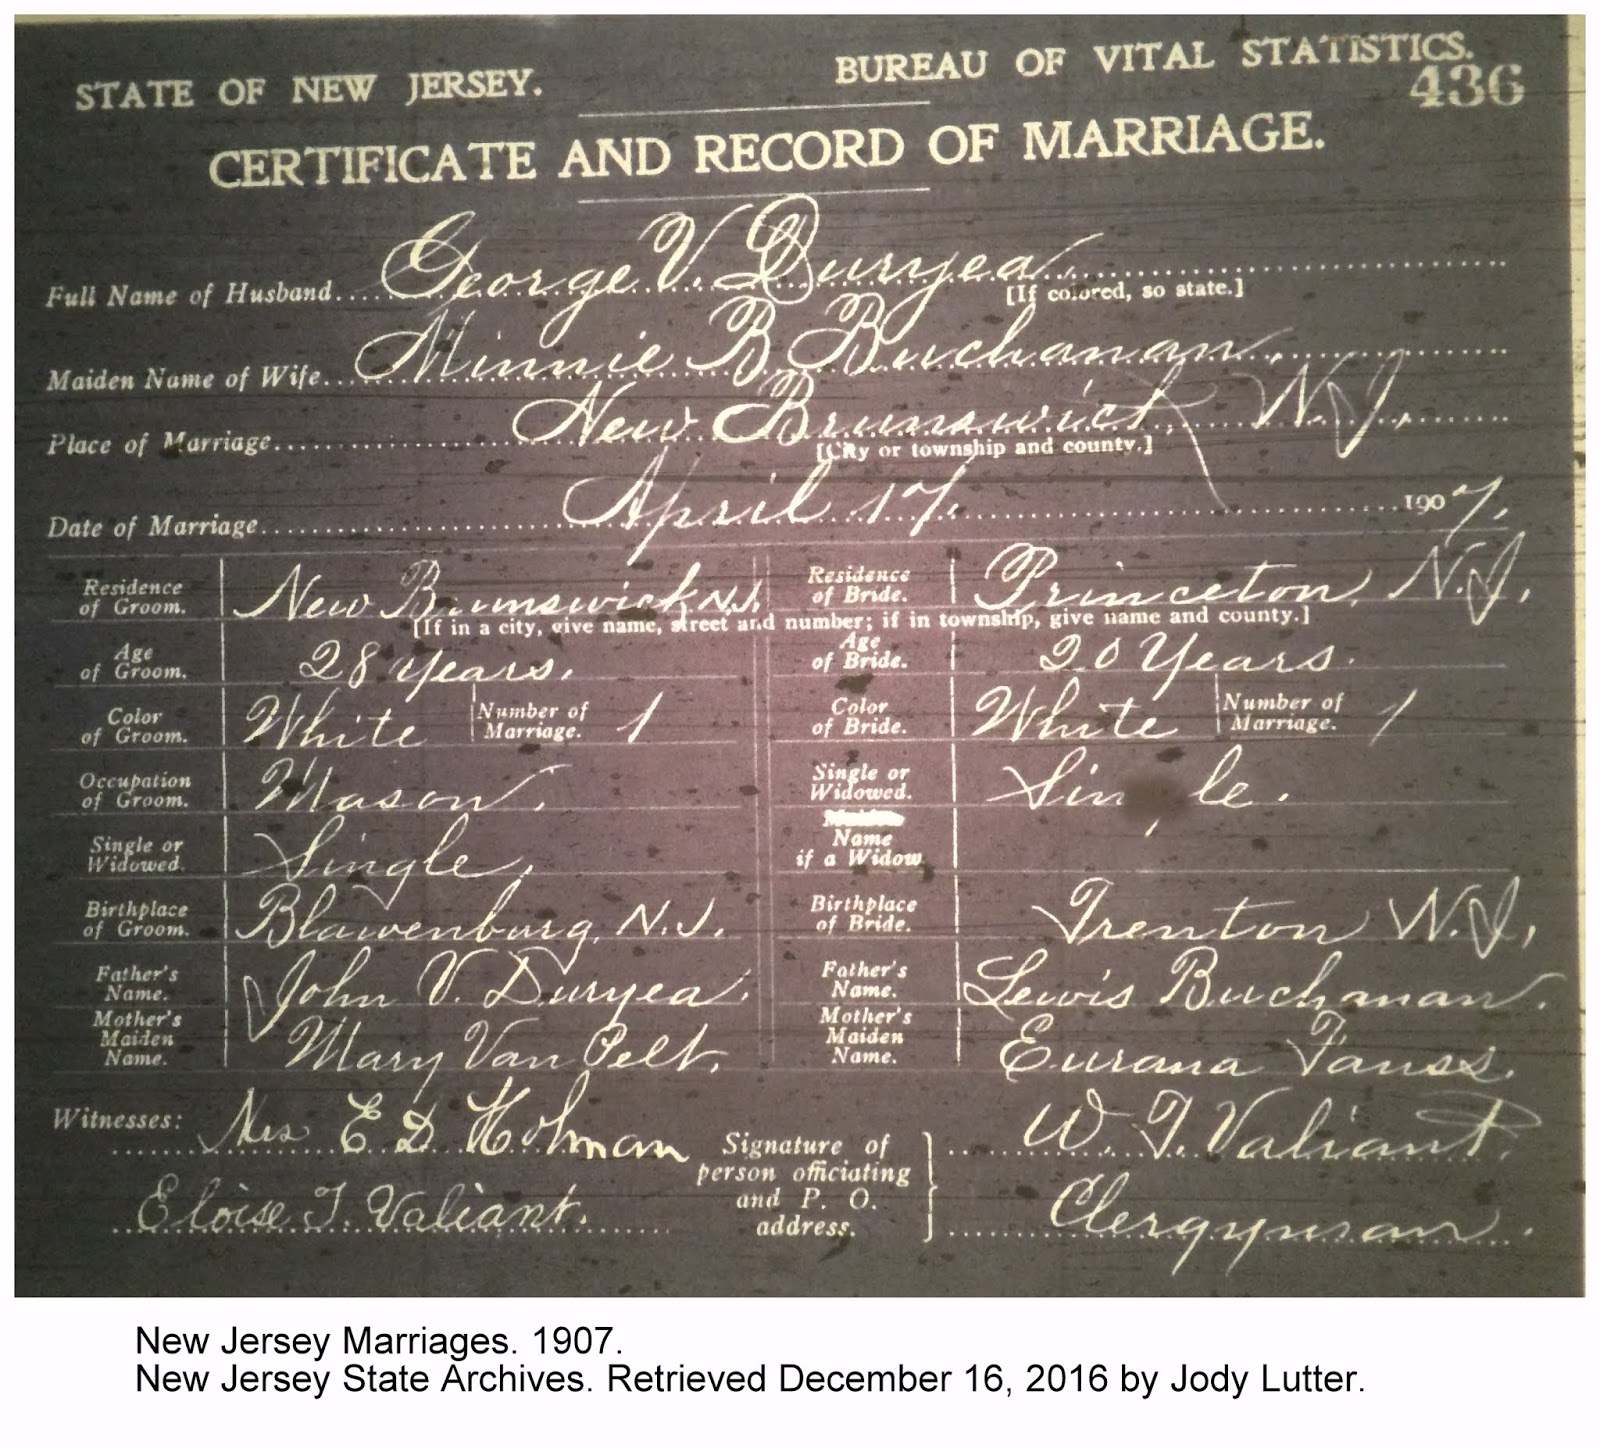 STATE OF NEW JERSEY. BUREAU OF VITAL STATISTICS.
436
CERTIFICATE AND RECORD OF MARRIAGE.
Full Name of Husband George V. Duryea
[If colored, so state.]
Maiden Name of Wife Minnie B. Buchanan
Place of Marriage New Brunswick, N.J.
[City or township and county.]
Date of Marriage April 17. 1907.
Residence of Groom. New Brunswick N.J. Residence of Bride. Princeton, N.J.
[If in a city, give name, street and number; if in township, give name and county.]
Age of Groom. 28 years. Age of Bride. 20 Years.
Color of Groom. White Number of Marriage. 1 Color of Bride. White Number of Marriage. 1
Occupation of Groom. Mason. Single or Widowed. Single.
Single or Widowed. Single. Name if a Widow
Birthplace of Groom. Blawenburg, N.J. Birthplace of Bride. Trenton N.J.
Father's Name. John V. Duryea. Father's Name. Lewis Buchanan.
Mother's Maiden Name. Mary Van Pelt. Mother's Maiden Name. Eurana Fauss.
Witnesses: Mrs E D Holman Signature of person officiating and P. O. address. W. T. Valiant.
Eloise T. Valiant. Clergyman.
New Jersey Marriages. 1907.
New Jersey State Archives. Retrieved December 16, 2016 by Jody Lutter.